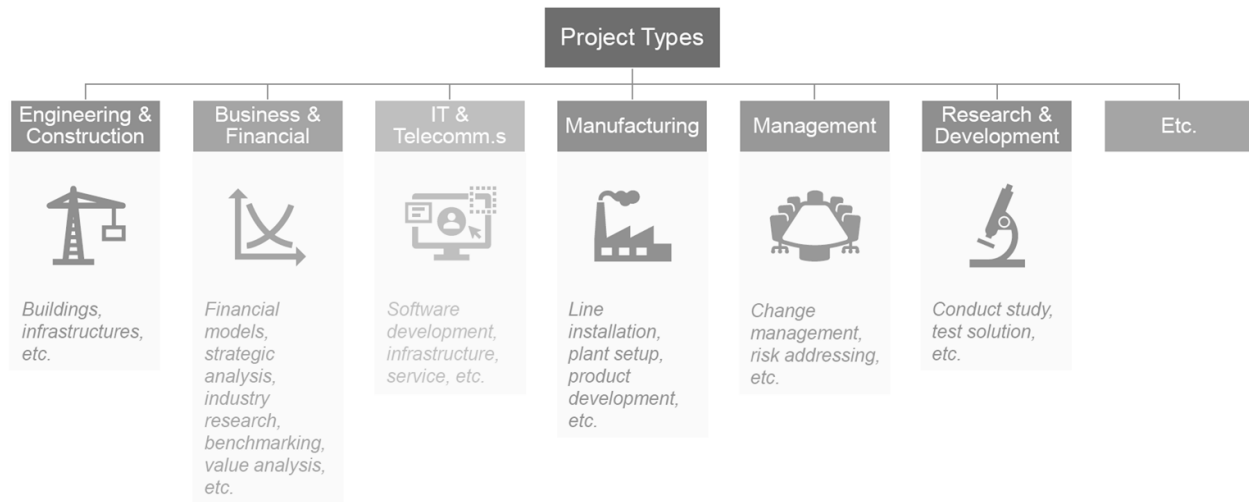 Project Types
Engineering &
Construction
Buildings,
infrastructures,
etc.
Business &
Financial
Financial
models,
strategic
analysis,
industry
research,
benchmarking,
value analysis,
etc.
IT &
Telecomm.s
Software
development,
infrastructure,
service, etc.
Manufacturing
Line
installation,
plant setup,
product
development,
etc.
Management
Change
management,
risk addressing,
etc.
Research &
Development
Conduct study,
test solution,
etc.
Etc.